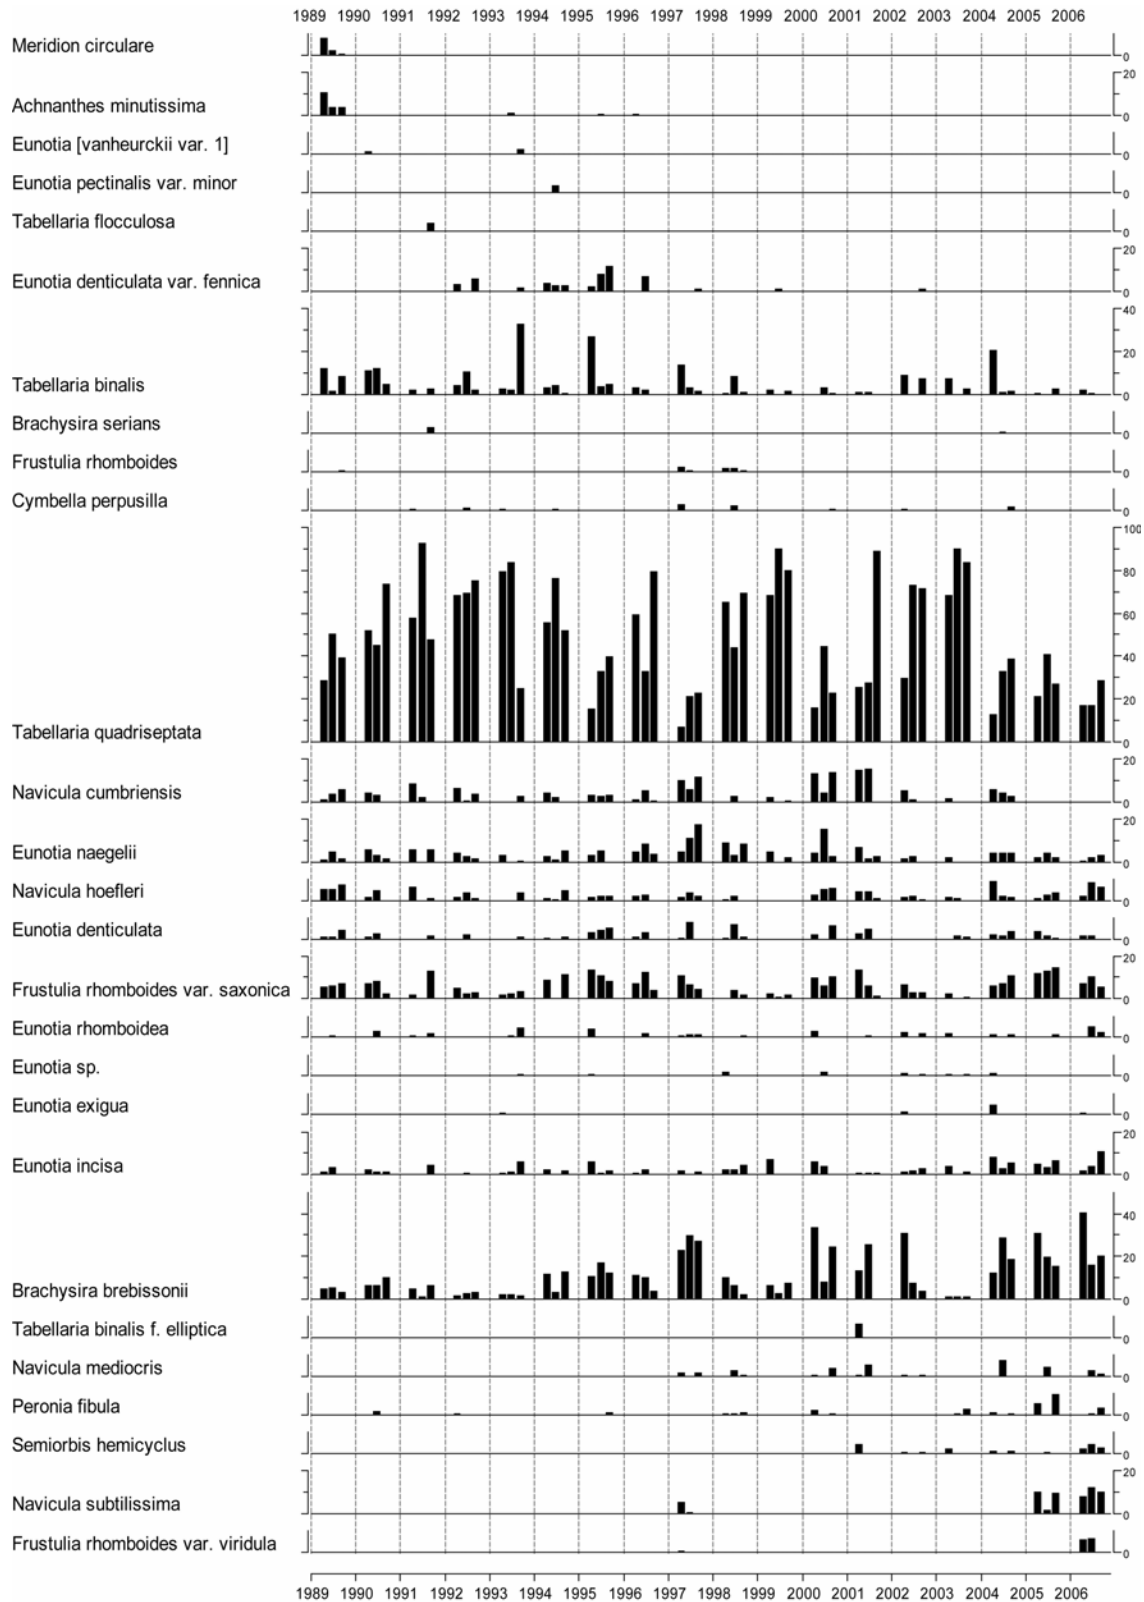 1989 1990 1991 1992 1993 1994 1995 1996 1997 1998 1999 2000 2001 2002 2003 2004 2005 2006
Meridion circulare
0
20
Achnanthes minutissima
0
Eunotia [vanheurckii var. 1]
0
Eunotia pectinalis var. minor
0
Tabellaria flocculosa
0
20
Eunotia denticulata var. fennica
0
40
20
Tabellaria binalis
0
Brachysira serians
0
Frustulia rhomboides
0
Cymbella perpusilla
0
100
80
60
40
20
Tabellaria quadriseptata
0
20
Navicula cumbriensis
0
20
Eunotia naegelii
0
Navicula hoefleri
0
Eunotia denticulata
0
20
Frustulia rhomboides var. saxonica
0
Eunotia rhomboidea
0
Eunotia sp.
0
Eunotia exigua
0
20
Eunotia incisa
0
40
20
Brachysira brebissonii
0
Tabellaria binalis f. elliptica
0
Navicula mediocris
0
Peronia fibula
0
Semiorbis hemicyclus
0
20
Navicula subtilissima
0
Frustulia rhomboides var. viridula
0
1989 1990 1991 1992 1993 1994 1995 1996 1997 1998 1999 2000 2001 2002 2003 2004 2005 2006